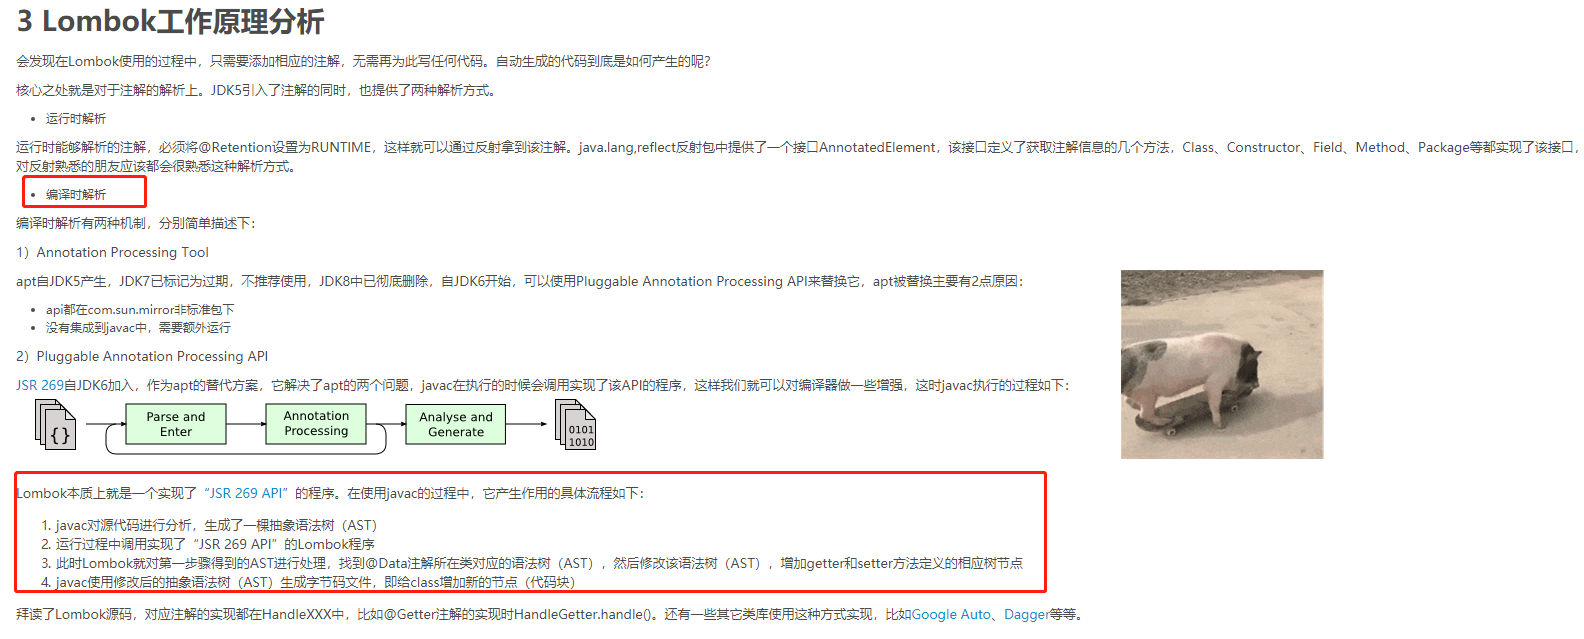 3 Lombok工作原理分析
会发现在Lombok使用的过程中，只需要添加相应的注解，无需再为此写任何代码。自动生成的代码到底是如何产生的呢？
核心之处就是对于注解的解析上。JDK5引入了注解的同时，也提供了两种解析方式。
• 运行时解析
运行时能够解析的注解，必须将@Retention设置为RUNTIME，这样就可以通过反射拿到该注解。java.lang,reflect反射包中提供了一个接口AnnotatedElement，该接口定义了获取注解信息的几个方法，Class、Constructor、Field、Method、Package等都实现了该接口，
对反射熟悉的朋友应该都会很熟悉这种解析方式。
• 编译时解析
编译时解析有两种机制，分别简单描述下：
1）Annotation Processing Tool
apt自JDK5产生，JDK7已标记为过期，不推荐使用，JDK8中已彻底删除，自JDK6开始，可以使用Pluggable Annotation Processing API来替换它，apt被替换主要有2点原因：
• api都在com.sun.mirror非标准包下
• 没有集成到javac中，需要额外运行
2）Pluggable Annotation Processing API
JSR 269自JDK6加入，作为apt的替代方案，它解决了apt的两个问题，javac在执行的时候会调用实现了该API的程序，这样我们就可以对编译器做一些增强，这时javac执行的过程如下：
{}
Parse and
Enter
Annotation
Processing
Analyse and
Generate
0101
1010
Lombok本质上就是一个实现了“JSR 269 API”的程序。在使用javac的过程中，它产生作用的具体流程如下：
1. javac对源代码进行分析，生成了一棵抽象语法树（AST）
2. 运行过程中调用实现了“JSR 269 API”的Lombok程序
3. 此时Lombok就对第一步骤得到的AST进行处理，找到@Data注解所在类对应的语法树（AST），然后修改该语法树（AST），增加getter和setter方法定义的相应树节点
4. javac使用修改后的抽象语法树（AST）生成字节码文件，即给class增加新的节点（代码块）
拜读了Lombok源码，对应注解的实现都在HandleXXX中，比如@Getter注解的实现时HandleGetter.handle()。还有一些其它类库使用这种方式实现，比如Google Auto、Dagger等等。